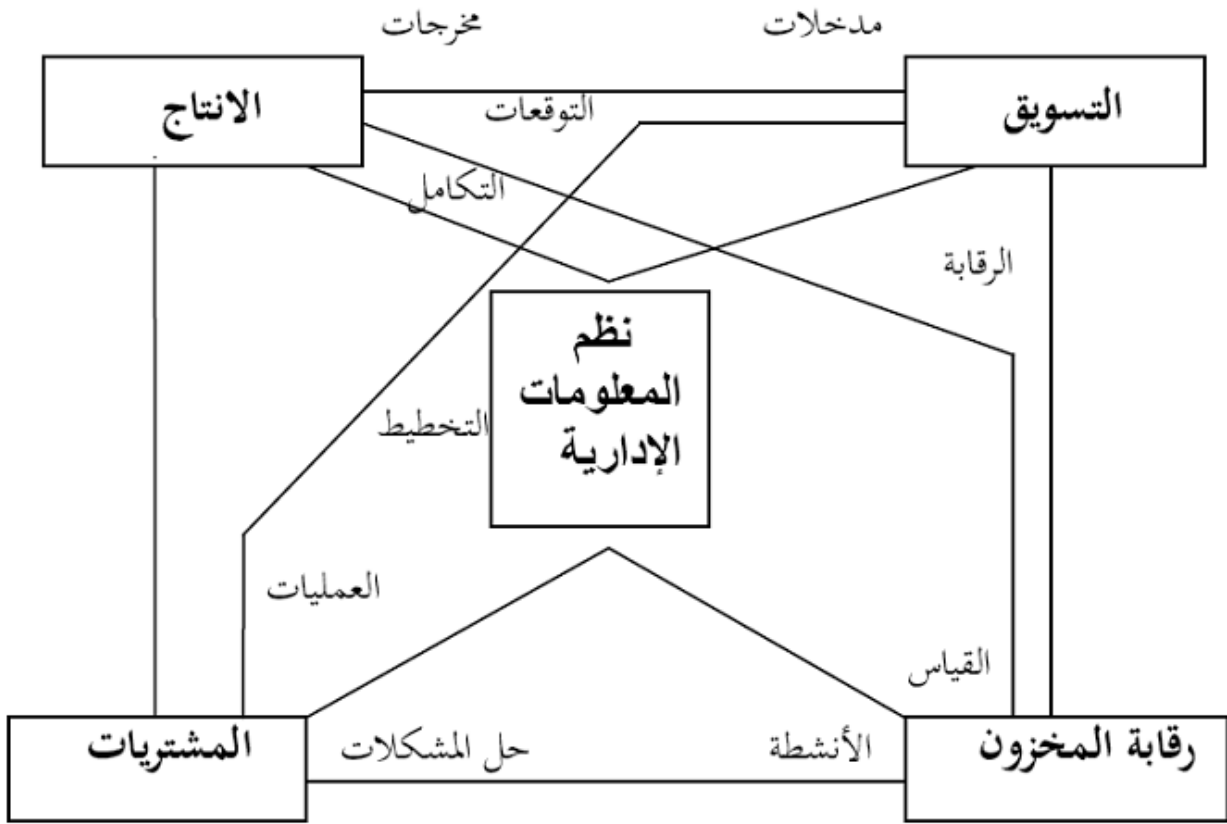 مدخلات
مخرجات
التسويق
الانتاج
التوقعات
التكامل
الرقابة
نظم
المعلومات
الإدارية
التخطيط
العمليات
القياس
رقابة المخزون
الأنشطة
حل المشكلات
المشتريات